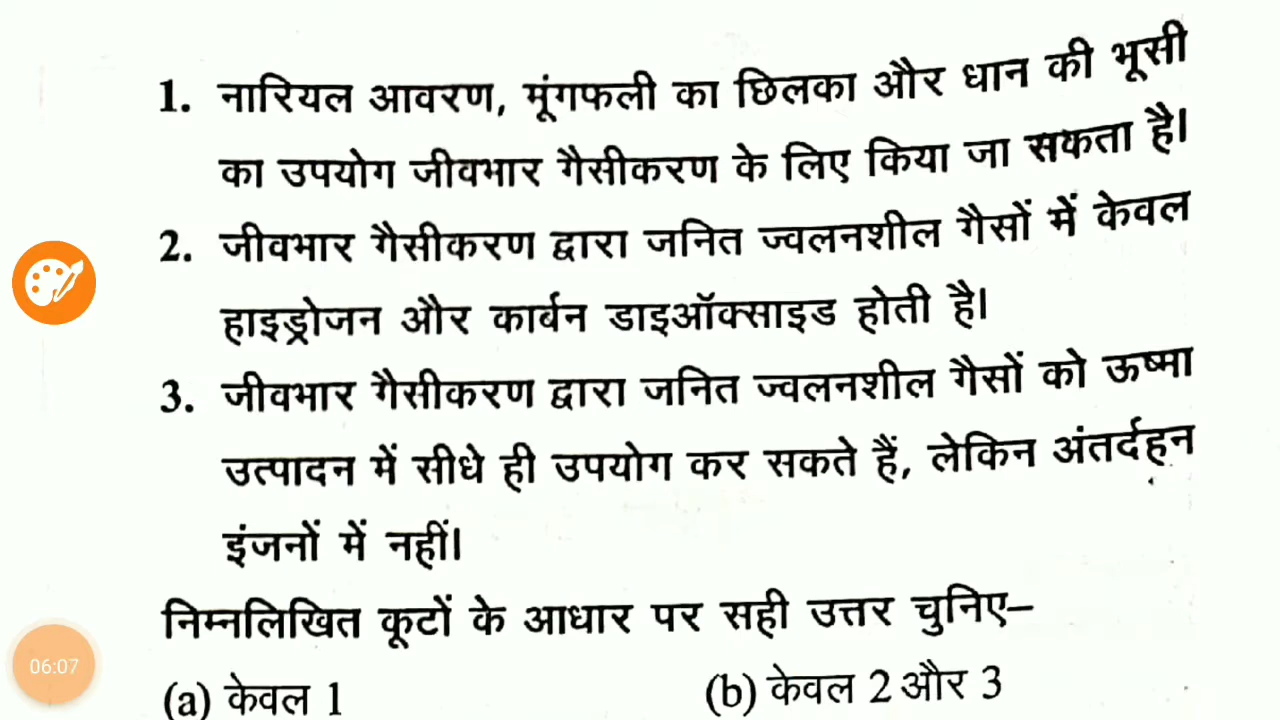 1. नारियल आवरण, मूंगफली का छिलका और धान की भूसी
का उपयोग जीवभार गैसीकरण के लिए किया जा सकता है।
2. जीवभार गैसीकरण द्वारा जनित ज्वलनशील गैसों में केवल
हाइड्रोजन और कार्बन डाइऑक्साइड होती है।
3. जीवभार गैसीकरण द्वारा जनित ज्वलनशील गैसों को ऊष्मा
उत्पादन में सीधे ही उपयोग कर सकते हैं, लेकिन अंतर्दहन
इंजनों में नहीं।
निम्नलिखित कूटों के आधार पर सही उत्तर चुनिए–
06:07
(a) केवल 1 (b) केवल 2 और 3